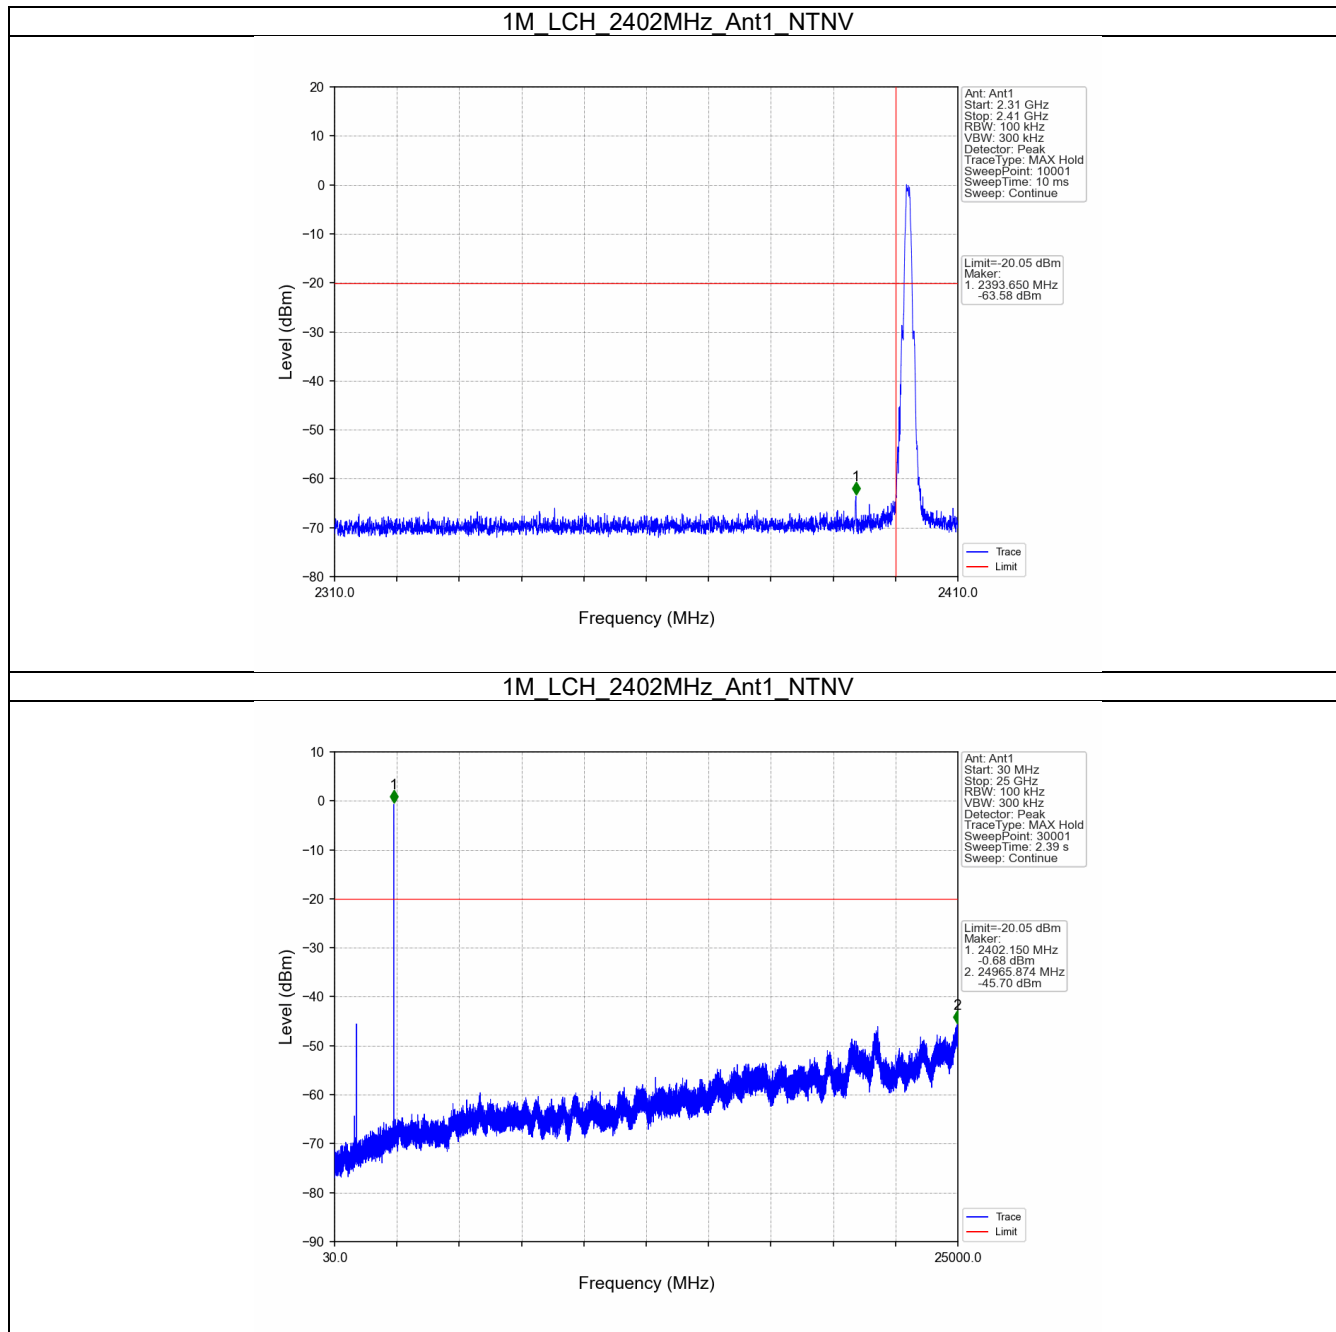 1M_LCH_2402MHz_Ant1_NTNV
20
10
0
−10
−20
−30
−40
−50
−60
−70
−80
Level (dBm)
1
2310.0
2410.0
Frequency (MHz)
Ant: Ant1
Start: 2.31 GHz
Stop: 2.41 GHz
RBW: 100 kHz
VBW: 300 kHz
Detector: Peak
TraceType: MAX Hold
SweepPoint: 10001
SweepTime: 10 ms
Sweep: Continue
Limit=-20.05 dBm
Maker:
1. 2393.650 MHz
-63.58 dBm
Trace
Limit
1M_LCH_2402MHz_Ant1_NTNV
10
0
−10
−20
−30
−40
−50
−60
−70
−80
−90
Level (dBm)
1
2
30.0
25000.0
Frequency (MHz)
Ant: Ant1
Start: 30 MHz
Stop: 25 GHz
RBW: 100 kHz
VBW: 300 kHz
Detector: Peak
TraceType: MAX Hold
SweepPoint: 30001
SweepTime: 2.39 s
Sweep: Continue
Limit=-20.05 dBm
Maker:
1. 2402.150 MHz
-0.68 dBm
2. 24965.874 MHz
-45.70 dBm
Trace
Limit